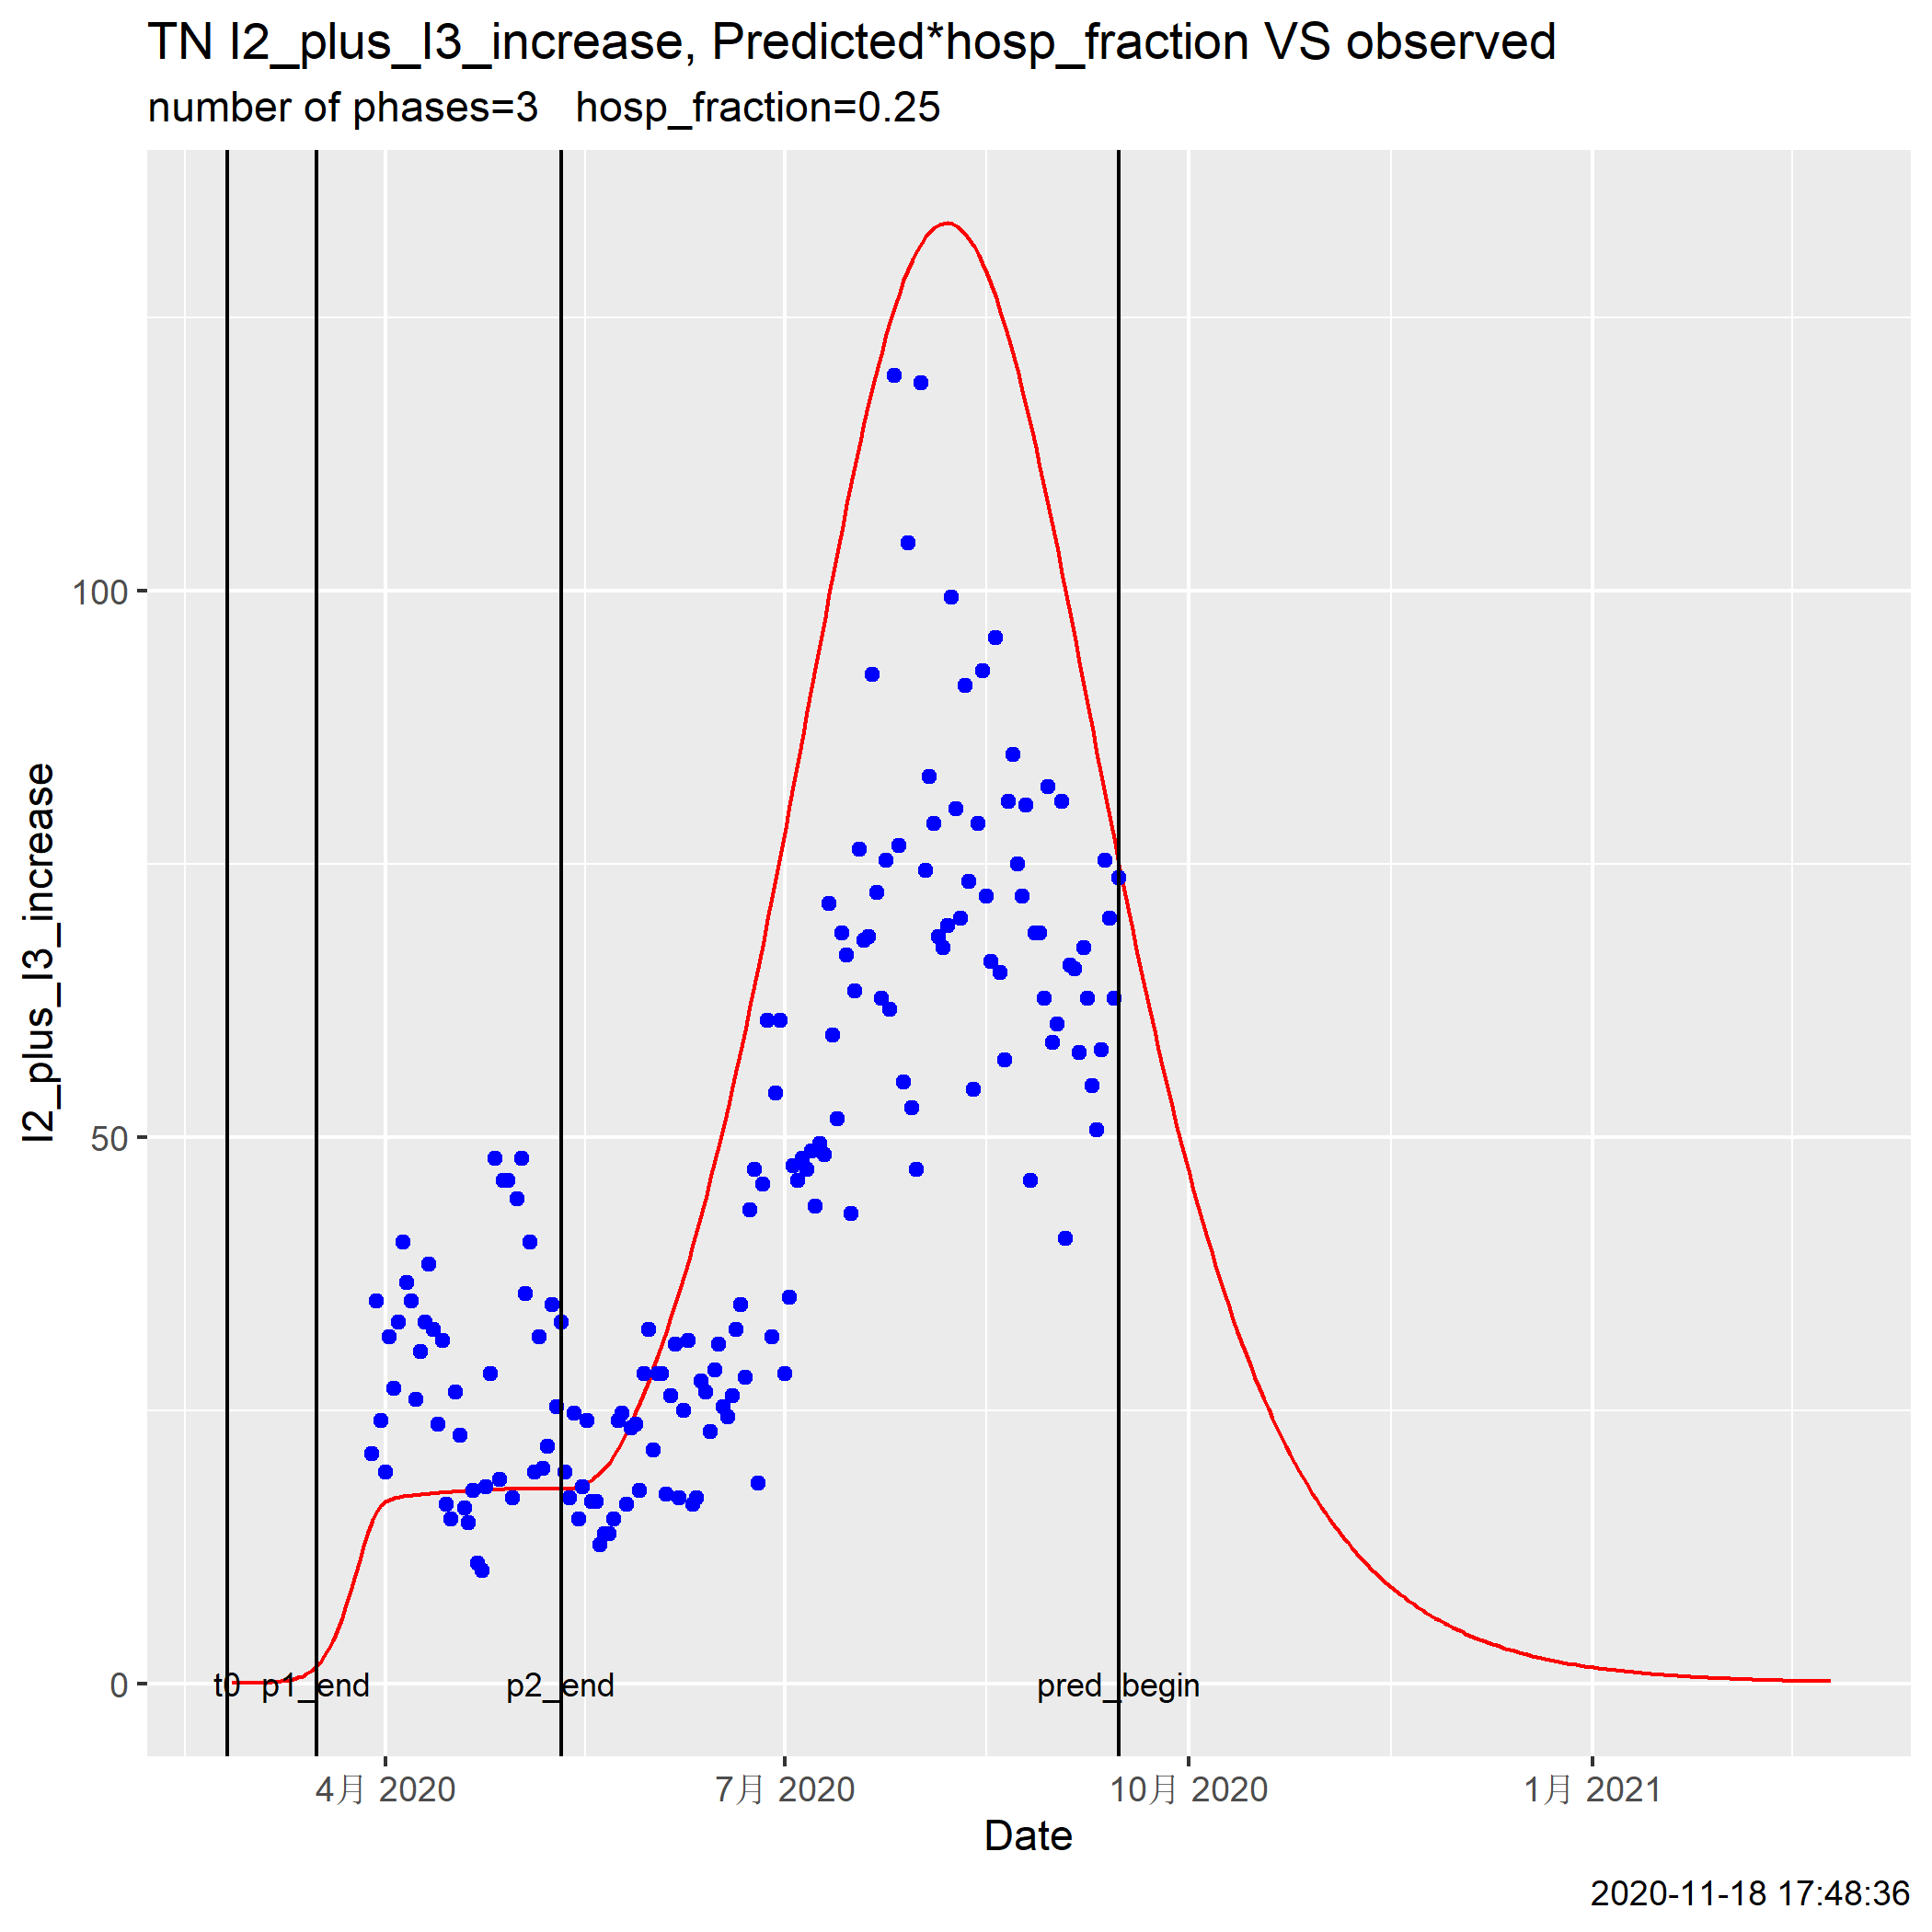 TN I2_plus_I3_increase, Predicted*hosp_fraction VS observed
number of phases=3   hosp_fraction=0.25
I2_plus_I3_increase
100
50
0
t0 p1_end p2_end pred_begin
4月 2020 7月 2020 10月 2020 1月 2021
Date
2020-11-18 17:48:36